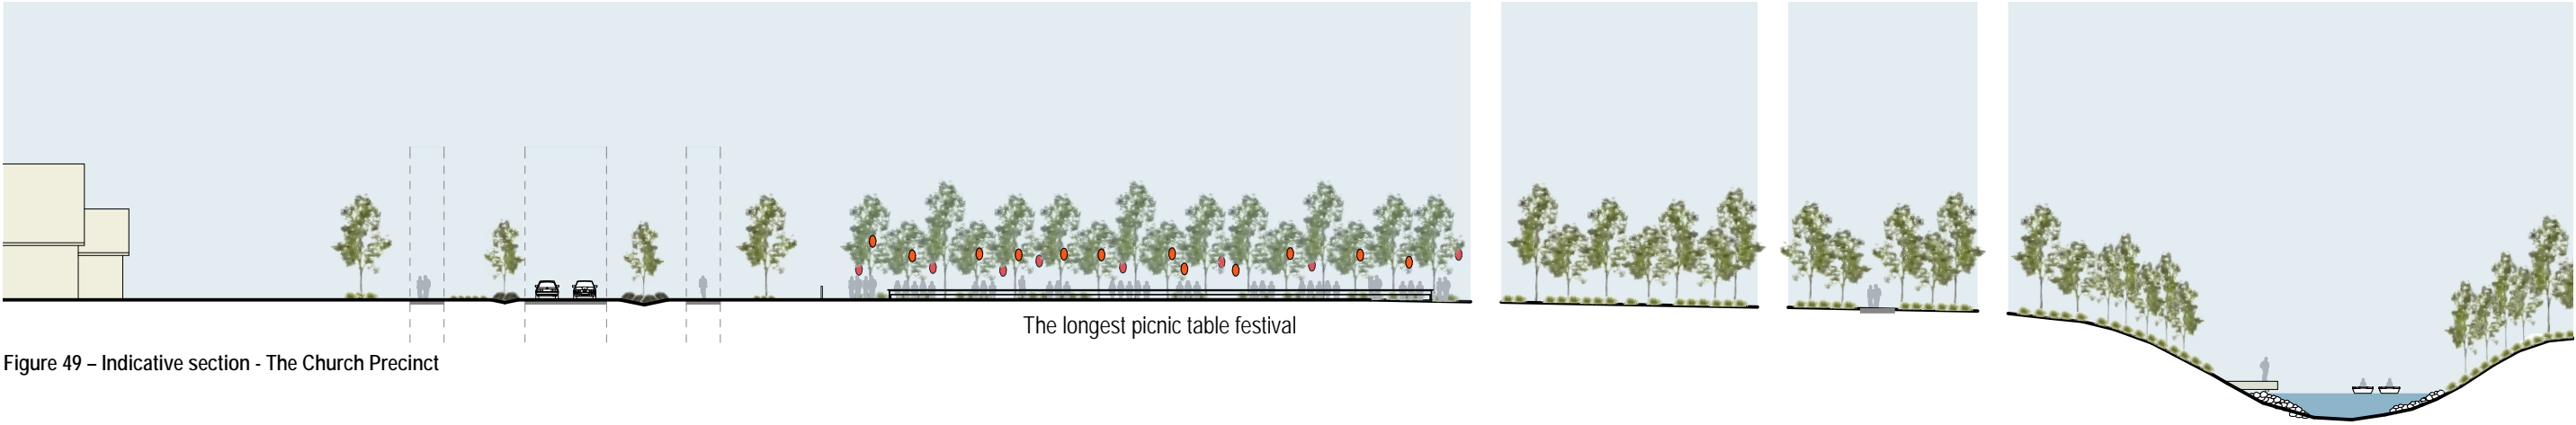 The longest picnic table festival
Figure 49 – Indicative section - The Church Precinct